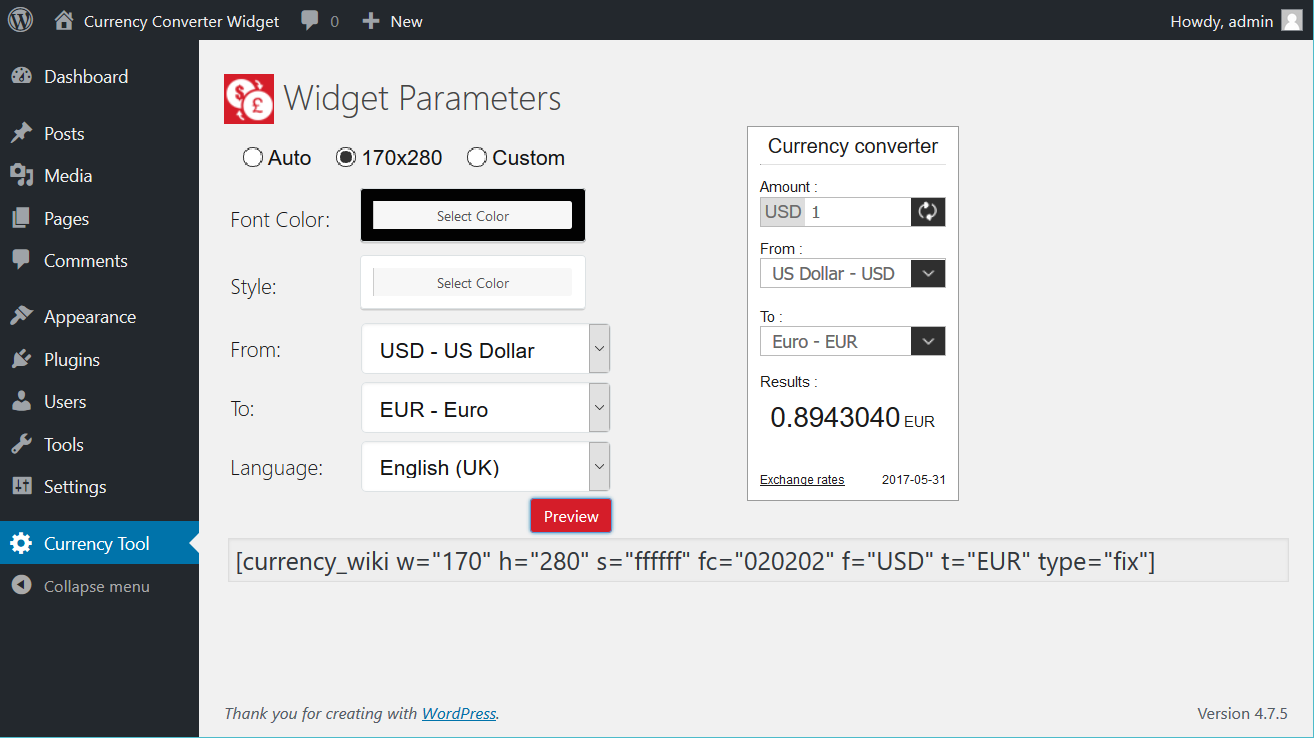 Currency Converter Widget 0 New Howdy, admin
Dashboard
Posts
Media
Pages
Comments
Appearance
Plugins
Users
Tools
Settings
Currency Tool
Collapse menu
$ £ Widget Parameters
Auto 170x280 Custom
Font Color: Select Color
Style: Select Color
From: USD - US Dollar
To: EUR - Euro
Language: English (UK)
Preview
Currency converter
Amount :
USD 1
From :
US Dollar - USD
To :
Euro - EUR
Results :
0.8943040 EUR
Exchange rates 2017-05-31
[currency_wiki w="170" h="280" s="ffffff" fc="020202" f="USD" t="EUR" type="fix"]
Thank you for creating with WordPress. Version 4.7.5